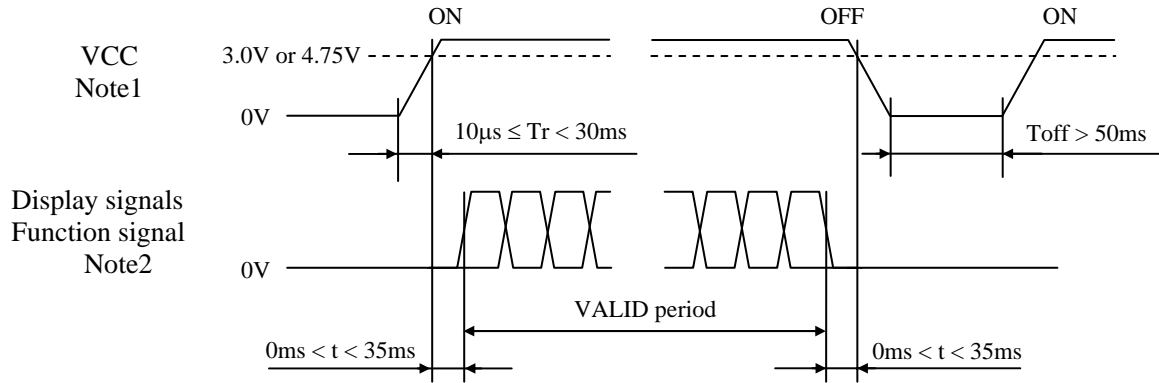 ON
OFF
ON
VCC
Note1
3.0V or 4.75V
0V
10μs ≤ Tr < 30ms
Toff > 50ms
Display signals
Function signal
Note2
0V
VALID period
0ms < t < 35ms
0ms < t < 35ms